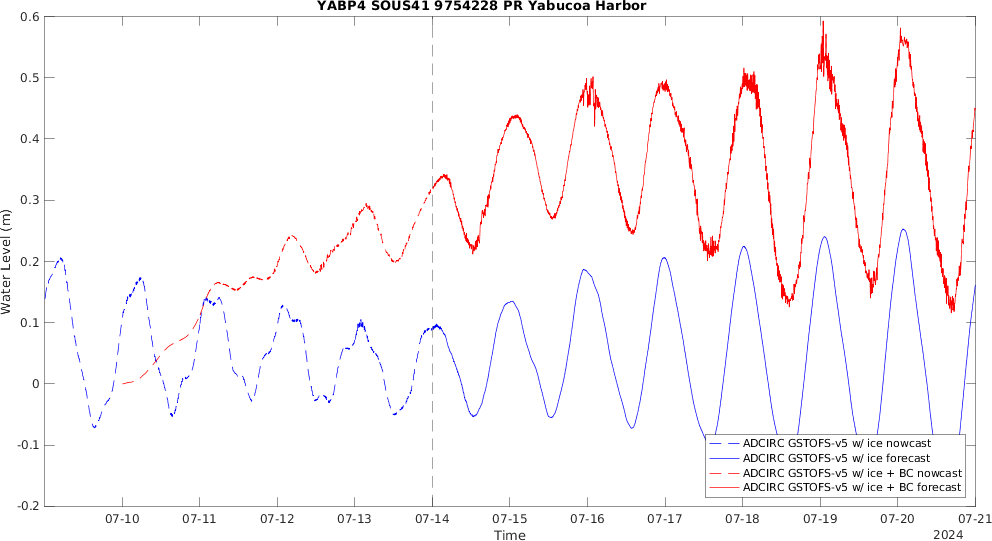 YABP4 SOUS41 9754228 PR Yabucoa Harbor
Water Level (m)
0.6
0.5
0.4
0.3
0.2
0.1
0
-0.1
-0.2
ADCIRC GSTOFS-v5 w/ ice nowcast
ADCIRC GSTOFS-v5 w/ ice forecast
ADCIRC GSTOFS-v5 w/ ice + BC nowcast
ADCIRC GSTOFS-v5 w/ ice + BC forecast
07-10 07-11 07-12 07-13 07-14 07-15 07-16 07-17 07-18 07-19 07-20 07-21
Time
2024